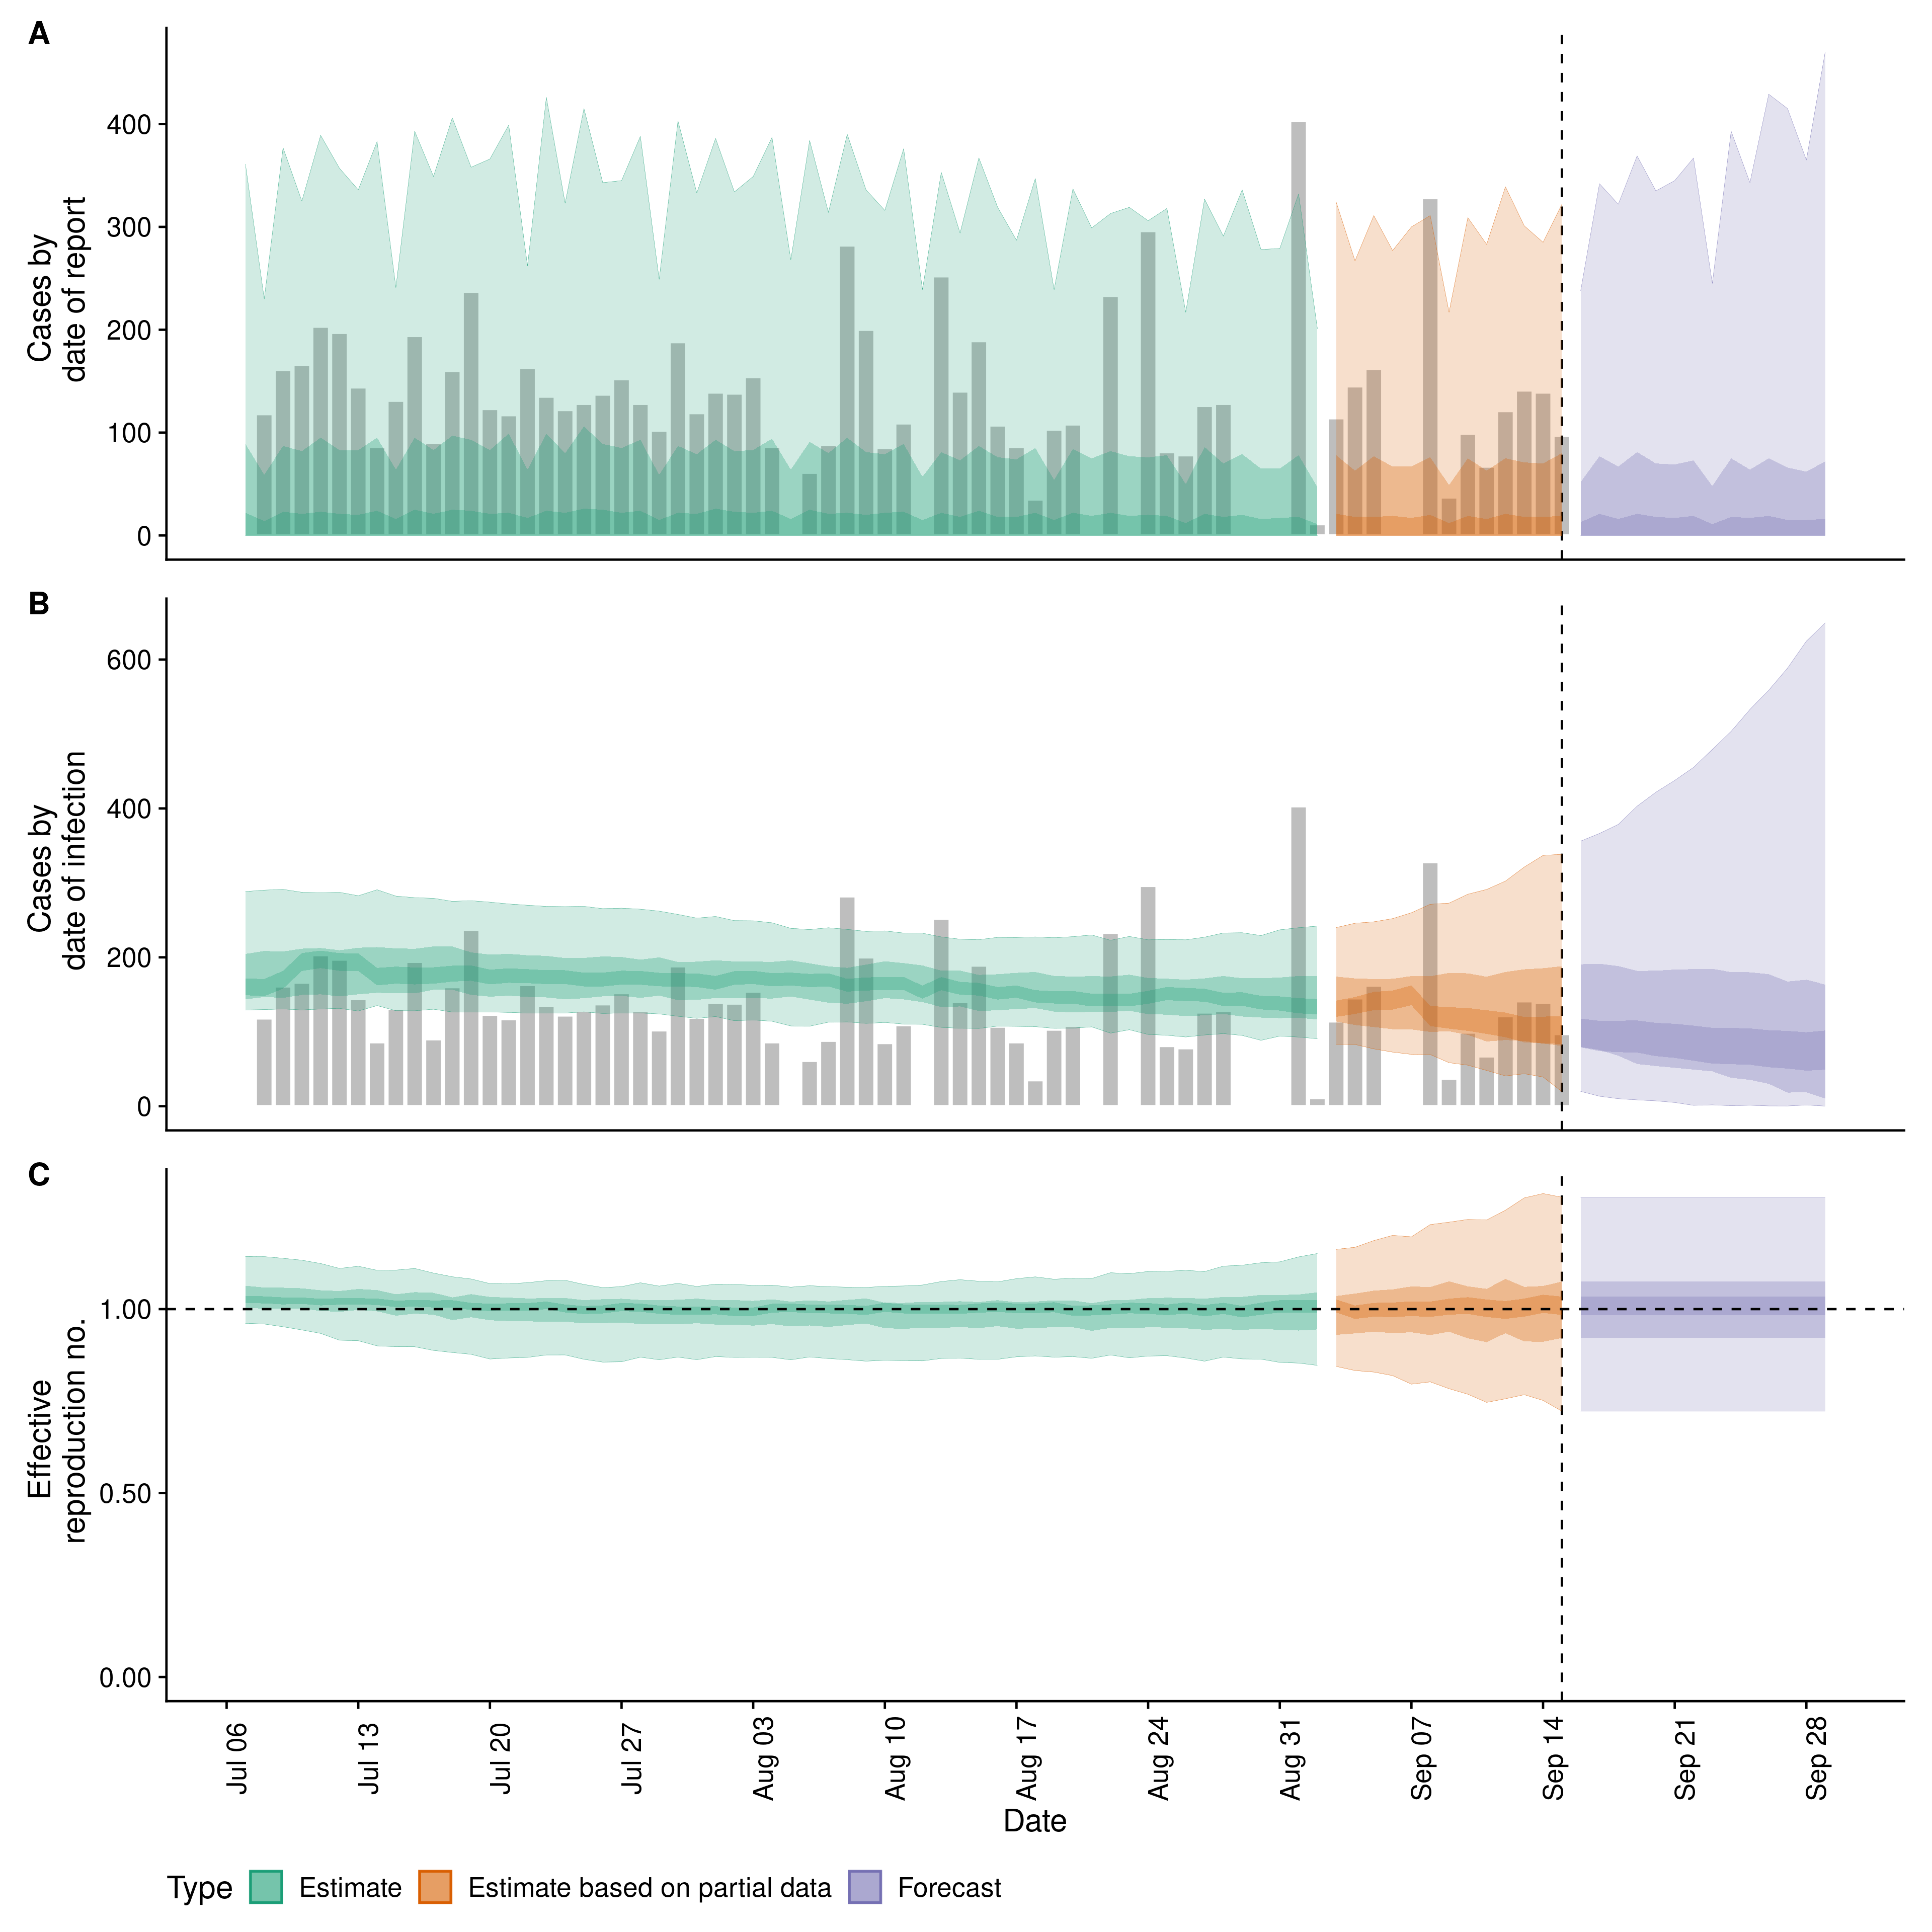 A
Cases by
date of report
400
300
200
100
0
B
Cases by
date of infection
600
400
200
0
C
Effective
reproduction no.
1.00
0.50
0.00
Jul 06
Jul 13
Jul 20
Jul 27
Aug 03
Aug 10
Aug 17
Aug 24
Aug 31
Sep 07
Sep 14
Sep 21
Sep 28
Date
Type Estimate Estimate based on partial data Forecast